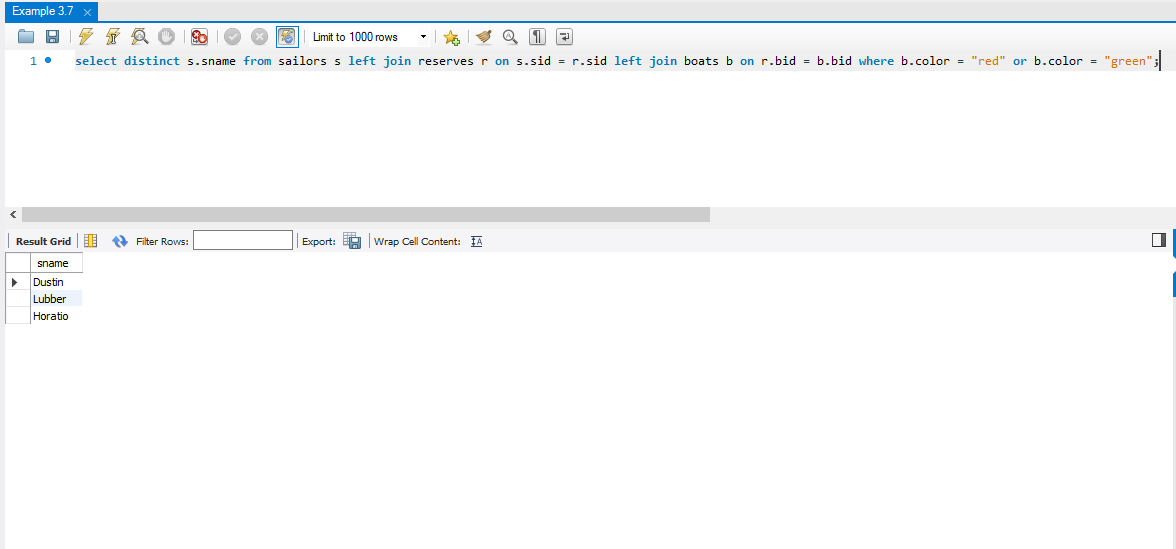 Example 3.7
Limit to 1000 rows
1 select distinct s.sname from sailors s left join reserves r on s.sid = r.sid left join boats b on r.bid = b.bid where b.color = "red" or b.color = "green";
Result Grid Filter Rows: Export: Wrap Cell Content: IA
sname
Dustin
Lubber
Horatio